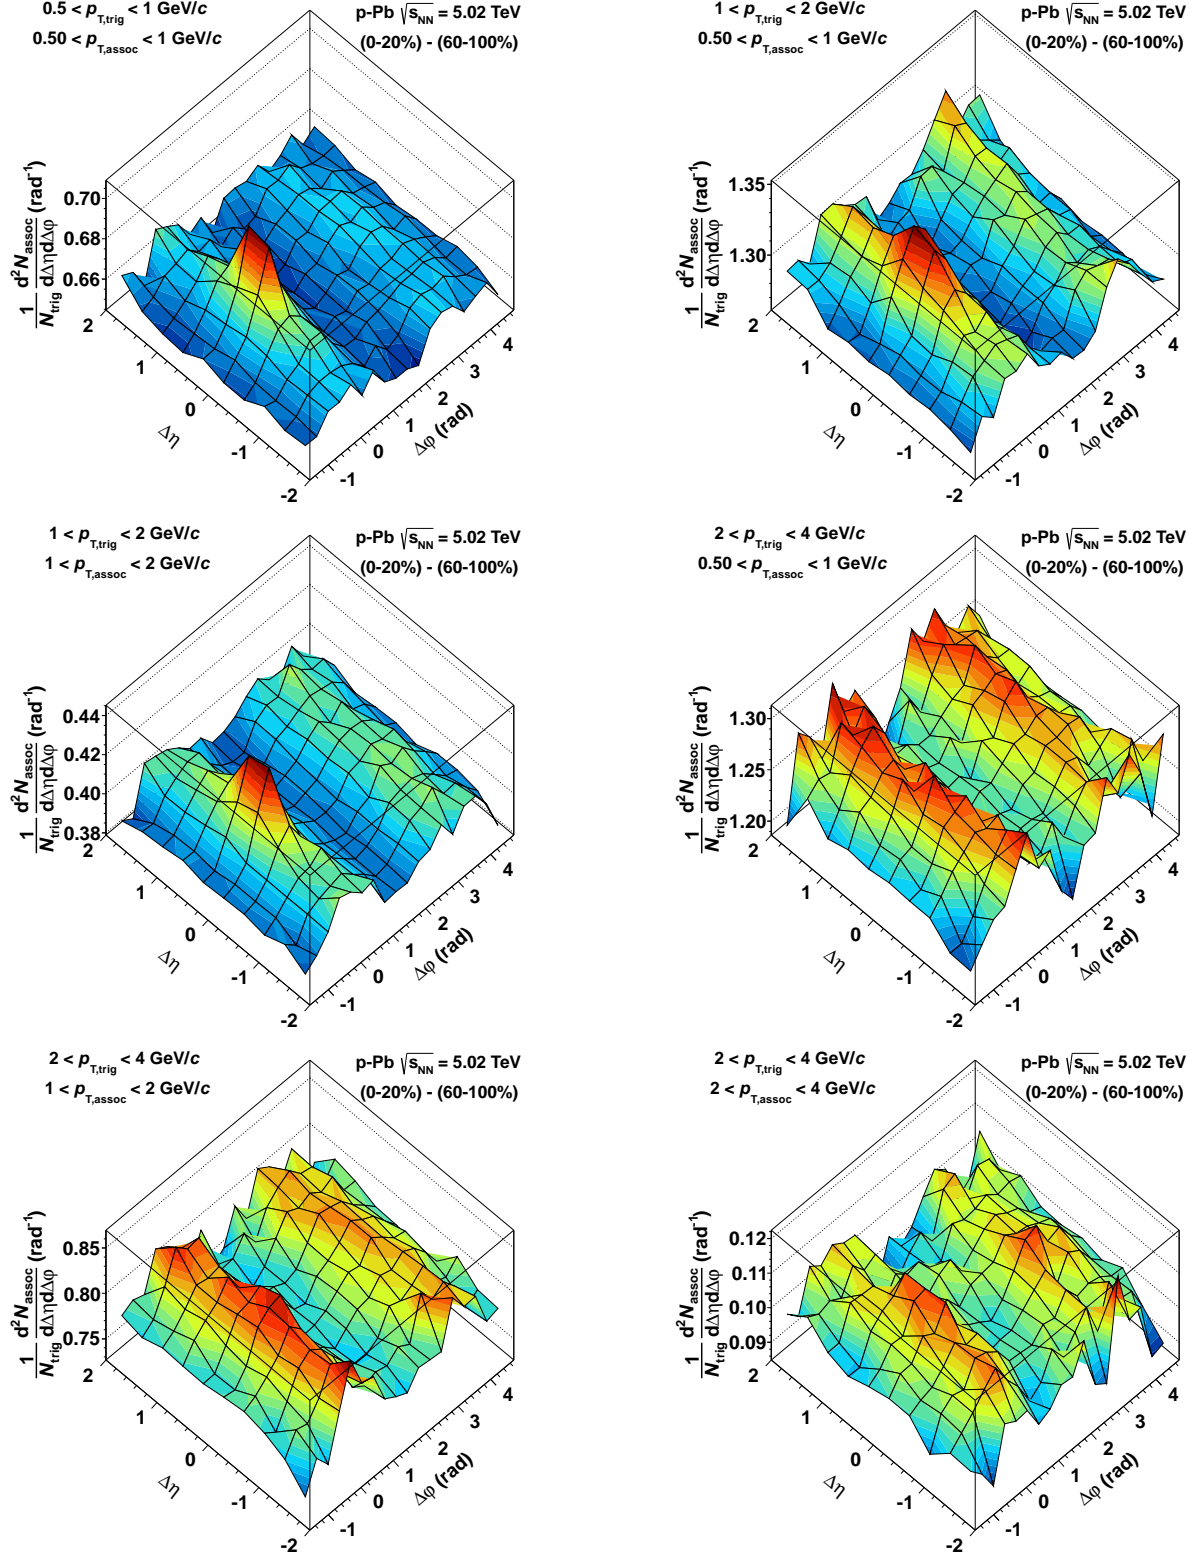 0.5 < p_T,trig < 1 GeV/c
0.50 < p_T,assoc < 1 GeV/c
p-Pb √s_NN = 5.02 TeV
(0-20%) - (60-100%)
1/N_trig d²N_assoc/dΔηdΔφ (rad⁻¹)
0.70
0.68
0.66
2
1
0
-1
-2
Δη
-1
0
1
2
3
4
Δφ (rad)
1 < p_T,trig < 2 GeV/c
0.50 < p_T,assoc < 1 GeV/c
p-Pb √s_NN = 5.02 TeV
(0-20%) - (60-100%)
1/N_trig d²N_assoc/dΔηdΔφ (rad⁻¹)
1.35
1.30
2
1
0
-1
-2
Δη
-1
0
1
2
3
4
Δφ (rad)
1 < p_T,trig < 2 GeV/c
1 < p_T,assoc < 2 GeV/c
p-Pb √s_NN = 5.02 TeV
(0-20%) - (60-100%)
1/N_trig d²N_assoc/dΔηdΔφ (rad⁻¹)
0.44
0.42
0.40
0.38
2
1
0
-1
-2
Δη
-1
0
1
2
3
4
Δφ (rad)
2 < p_T,trig < 4 GeV/c
0.50 < p_T,assoc < 1 GeV/c
p-Pb √s_NN = 5.02 TeV
(0-20%) - (60-100%)
1/N_trig d²N_assoc/dΔηdΔφ (rad⁻¹)
1.30
1.25
1.20
2
1
0
-1
-2
Δη
-1
0
1
2
3
4
Δφ (rad)
2 < p_T,trig < 4 GeV/c
1 < p_T,assoc < 2 GeV/c
p-Pb √s_NN = 5.02 TeV
(0-20%) - (60-100%)
1/N_trig d²N_assoc/dΔηdΔφ (rad⁻¹)
0.85
0.80
0.75
2
1
0
-1
-2
Δη
-1
0
1
2
3
4
Δφ (rad)
2 < p_T,trig < 4 GeV/c
2 < p_T,assoc < 4 GeV/c
p-Pb √s_NN = 5.02 TeV
(0-20%) - (60-100%)
1/N_trig d²N_assoc/dΔηdΔφ (rad⁻¹)
0.12
0.11
0.10
0.09
2
1
0
-1
-2
Δη
-1
0
1
2
3
4
Δφ (rad)